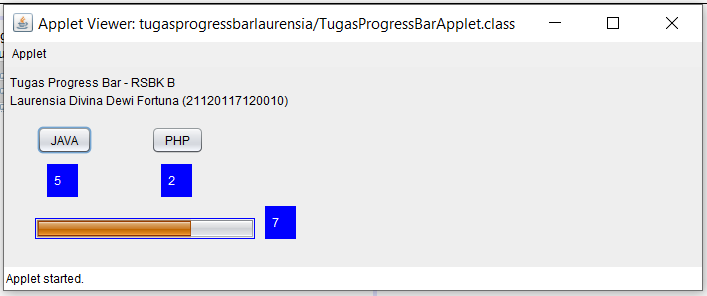 Applet Viewer: tugasprogressbarlaurensia/TugasProgressBarApplet.class
Applet
Tugas Progress Bar - RSBK B
Laurensia Divina Dewi Fortuna (21120117120010)
JAVA PHP
5 2
7
Applet started.